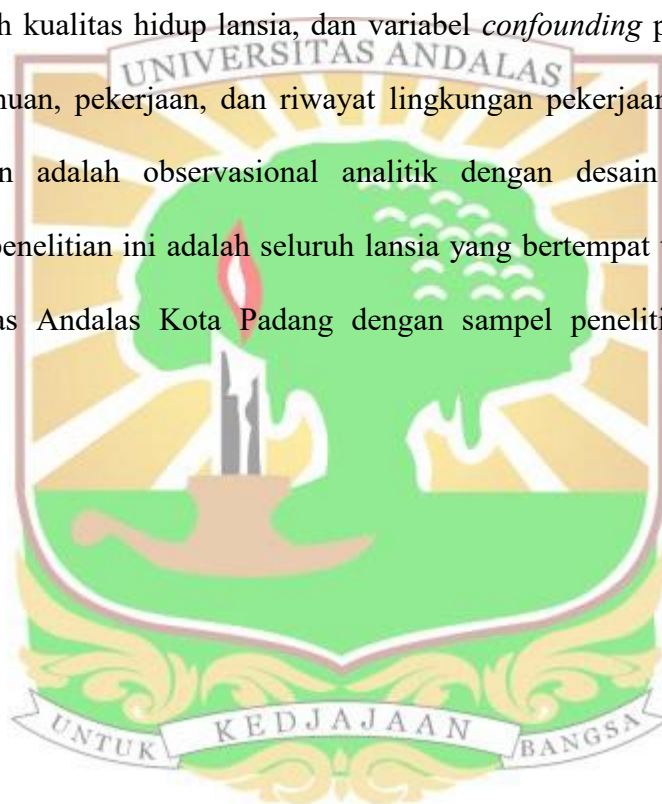 h kualitas hidup lansia, dan variabel confounding p
UNIVERSITAS ANDALAS
uan, pekerjaan, dan riwayat lingkungan pekerjaan
n adalah observasional analitik dengan desain
penelitian ini adalah seluruh lansia yang bertempat t
as Andalas Kota Padang dengan sampel peneliti
UNTUK KEDJAJAAN BANGSA